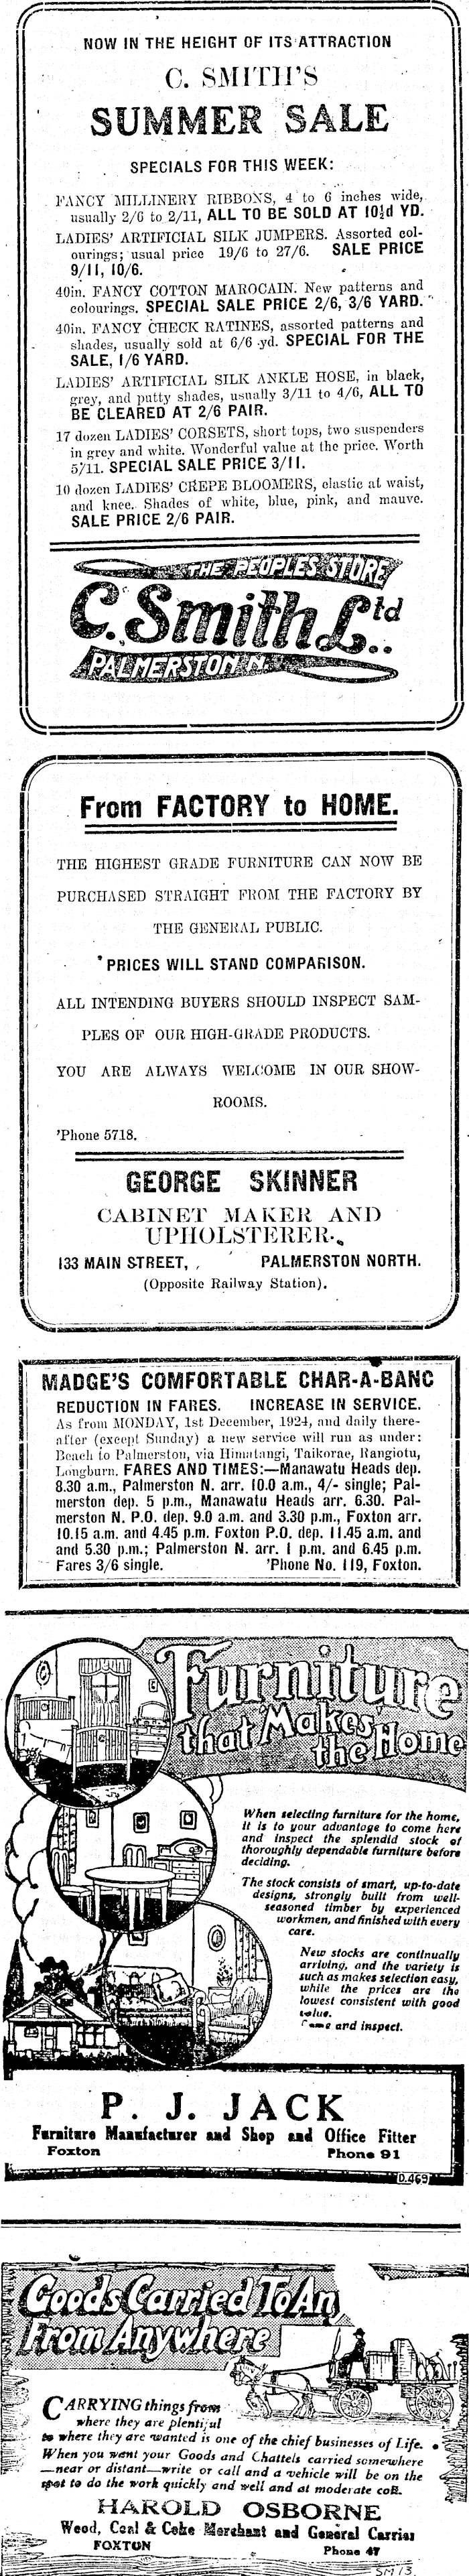 NOW IN THE HEIGHT OF ITS ATTRACTION
C. SMITH'S
SUMMER SALE
SPECIALS FOR THIS WEEK:
FANCY MILLINERY RIBBONS, 4 to 6 inches wide,
usually 2/6 to 2/11, ALL TO BE SOLD AT 10½d YD.
LADIES' ARTIFICIAL SILK JUMPERS. Assorted col-
ourings; usual price 19/6 to 27/6. SALE PRICE
9/11, 10/6.
40in. FANCY COTTON MAROCAIN. New patterns and
colourings. SPECIAL SALE PRICE 2/6, 3/6 YARD.
40in. FANCY CHECK RATINES, assorted patterns and
shades, usually sold at 6/6 yd. SPECIAL FOR THE
SALE, 1/6 YARD.
LADIES' ARTIFICIAL SILK ANKLE HOSE, in black,
grey, and putty shades, usually 3/11 to 4/6, ALL TO
BE CLEARED AT 2/6 PAIR.
17 dozen LADIES' CORSETS, short tops, two suspenders
in grey and white. Wonderful value at the price. Worth
5/11. SPECIAL SALE PRICE 3/11.
10 dozen LADIES' CREPE BLOOMERS, elastic at waist,
and knee. Shades of white, blue, pink, and mauve.
SALE PRICE 2/6 PAIR.
THE PEOPLES STORE
C. Smith Ltd.
PALMERSTON N.
From FACTORY to HOME.
THE HIGHEST GRADE FURNITURE CAN NOW BE
PURCHASED STRAIGHT FROM THE FACTORY BY
THE GENERAL PUBLIC.
PRICES WILL STAND COMPARISON.
ALL INTENDING BUYERS SHOULD INSPECT SAM-
PLES OF OUR HIGH-GRADE PRODUCTS.
YOU ARE ALWAYS WELCOME IN OUR SHOW-
ROOMS.
'Phone 5718.
GEORGE SKINNER
CABINET MAKER AND
UPHOLSTERER.
133 MAIN STREET, PALMERSTON NORTH.
(Opposite Railway Station).
MADGE'S COMFORTABLE CHAR-A-BANC
REDUCTION IN FARES. INCREASE IN SERVICE.
As from MONDAY, 1st December, 1924, and daily there-
after (except Sunday) a new service will run as under:
Beach to Palmerston, via Himatangi, Taikorae, Rangiotu,
Longburn. FARES AND TIMES:—Manawatu Heads dep.
8.30 a.m., Palmerston N. arr. 10.0 a.m., 4/- single; Pal-
merston dep. 5 p.m., Manawatu Heads arr. 6.30. Pal-
merston N. P.O. dep. 9.0 a.m. and 3.30 p.m., Foxton arr.
10.15 a.m. and 4.45 p.m. Foxton P.O. dep. 11.45 a.m. and
and 5.30 p.m.; Palmerston N. arr. 1 p.m. and 6.45 p.m.
Fares 3/6 single. 'Phone No. 119, Foxton.
Furniture
that 'Makes'
the Home
When selecting furniture for the home,
it is to your advantage to come here
and inspect the splendid stock of
thoroughly dependable furniture before
deciding.
The stock consists of smart, up-to-date
designs, strongly built from well-
seasoned timber by experienced
workmen, and finished with every
care.
New stocks are continually
arriving, and the variety is
such as makes selection easy,
while the prices are the
lowest consistent with good
value.
Come and inspect.
P. J. JACK
Furniture Manufacturer and Shop and Office Fitter
Foxton Phone 91
D.469
Goods Carried To An
From Anywhere
CARRYING things from
where they are plentiful
to where they are wanted is one of the chief businesses of Life.
When you want your Goods and Chattels carried somewhere
—near or distant—write or call and a vehicle will be on the
spot to do the work quickly and well and at moderate cost.
HAROLD OSBORNE
Wood, Coal & Coke Merchant and General Carrier
FOXTON Phone 47
SM 13